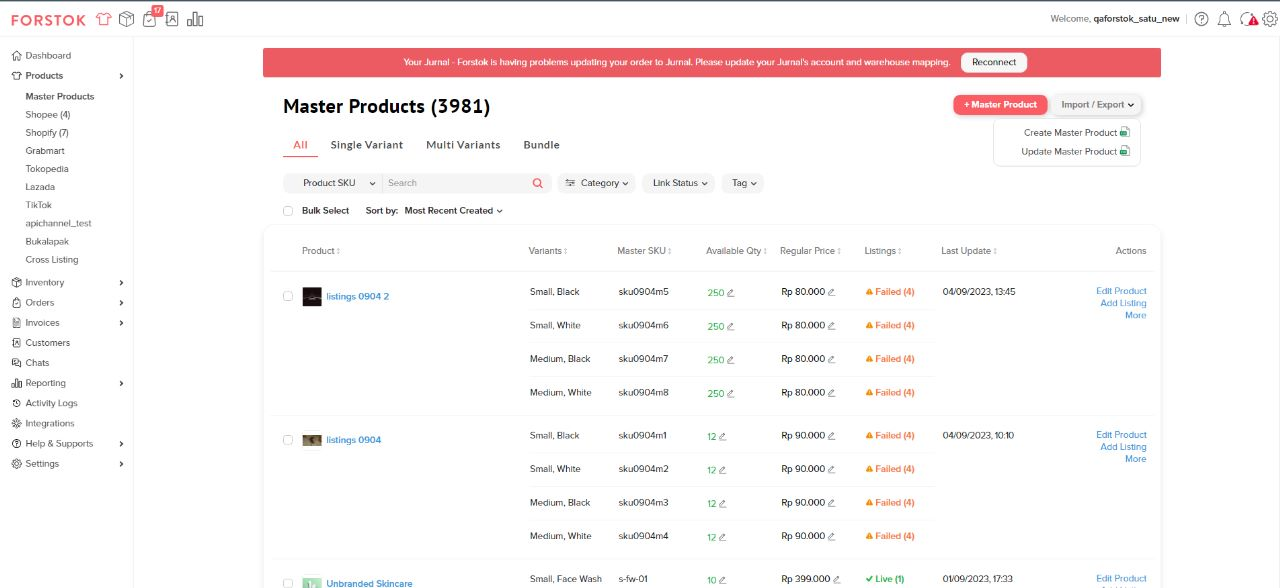 FORSTOK
17
Welcome, qaforstok_satu_new
Dashboard
Products
Master Products
Shopee (4)
Shopify (7)
Grabmart
Tokopedia
Lazada
TikTok
apichannel_test
Bukalapak
Cross Listing
Inventory
Orders
Invoices
Customers
Chats
Reporting
Activity Logs
Integrations
Help & Supports
Settings
Your Jurnal - Forstok is having problems updating your order to Jurnal. Please update your Jurnal's account and warehouse mapping. Reconnect
Master Products (3981)
+ Master Product Import / Export
Create Master Product
Update Master Product
All Single Variant Multi Variants Bundle
Product SKU Search Category Link Status Tag
Bulk Select Sort by: Most Recent Created
Product Variants Master SKU Available Qty Regular Price Listings Last Update Actions
listings 0904 2 Small, Black sku0904m5 250 Rp 80.000 Failed (4) 04/09/2023, 13:45 Edit Product
Add Listing
More
Small, White sku0904m6 250 Rp 80.000 Failed (4)
Medium, Black sku0904m7 250 Rp 80.000 Failed (4)
Medium, White sku0904m8 250 Rp 80.000 Failed (4)
listings 0904 Small, Black sku0904m1 12 Rp 90.000 Failed (4) 04/09/2023, 10:10 Edit Product
Add Listing
More
Small, White sku0904m2 12 Rp 90.000 Failed (4)
Medium, Black sku0904m3 12 Rp 90.000 Failed (4)
Medium, White sku0904m4 12 Rp 90.000 Failed (4)
Unbranded Skincare Small, Face Wash s-fw-01 10 Rp 399.000 Live (1) 01/09/2023, 17:33 Edit Product